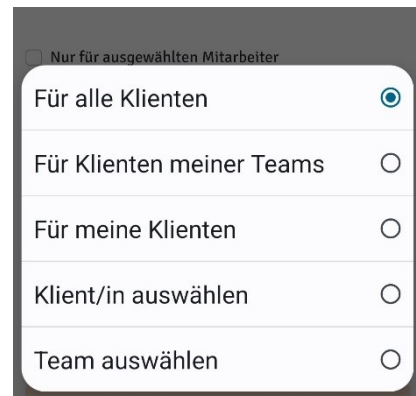 Nur für ausgewählten Mitarbeiter
Für alle Klienten
Für Klienten meiner Teams
Für meine Klienten
Klient/in auswählen
Team auswählen